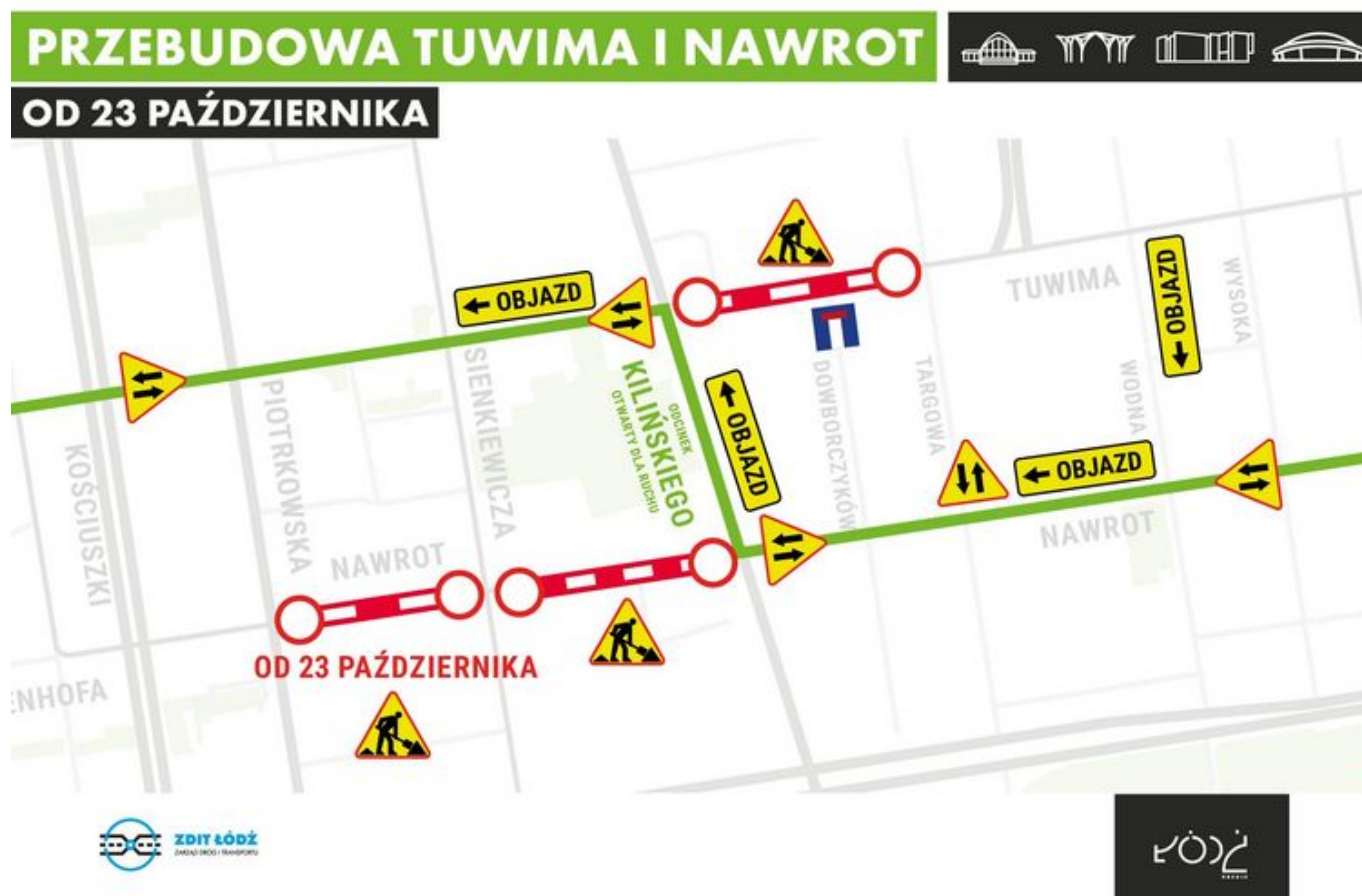 PRZEBUDOWA TUWIMA I NAWROT
OD 23 PAŹDZIERNIKA
OBJAZD
TUWIMA
OBJAZD
WYSOKA
KOŚCIUSZKI
PIOTRKOWSKA
SIENKIEWICZA
ODCINEK
KILIŃSKIEGO
OTWARTY DLA RUCHU
OBJAZD
DOWBORCZYKÓW
TARGOWA
WODNA
OBJAZD
NAWROT
NAWROT
OD 23 PAŹDZIERNIKA
ENHOFA
ZDIT ŁÓDŹ
ZARZĄD DRÓG I TRANSPORTU
ŁÓDŹ